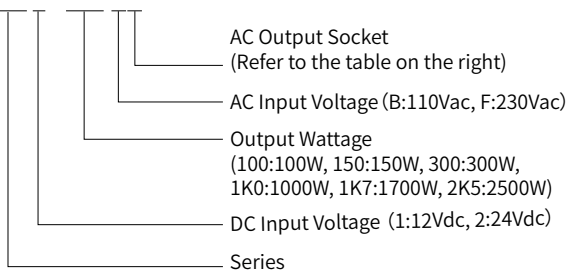 AC Output Socket
(Refer to the table on the right)
AC Input Voltage (B:110Vac, F:230Vac)
Output Wattage
(100:100W, 150:150W, 300:300W,
1K0:1000W, 1K7:1700W, 2K5:2500W)
DC Input Voltage (1:12Vdc, 2:24Vdc)
Series